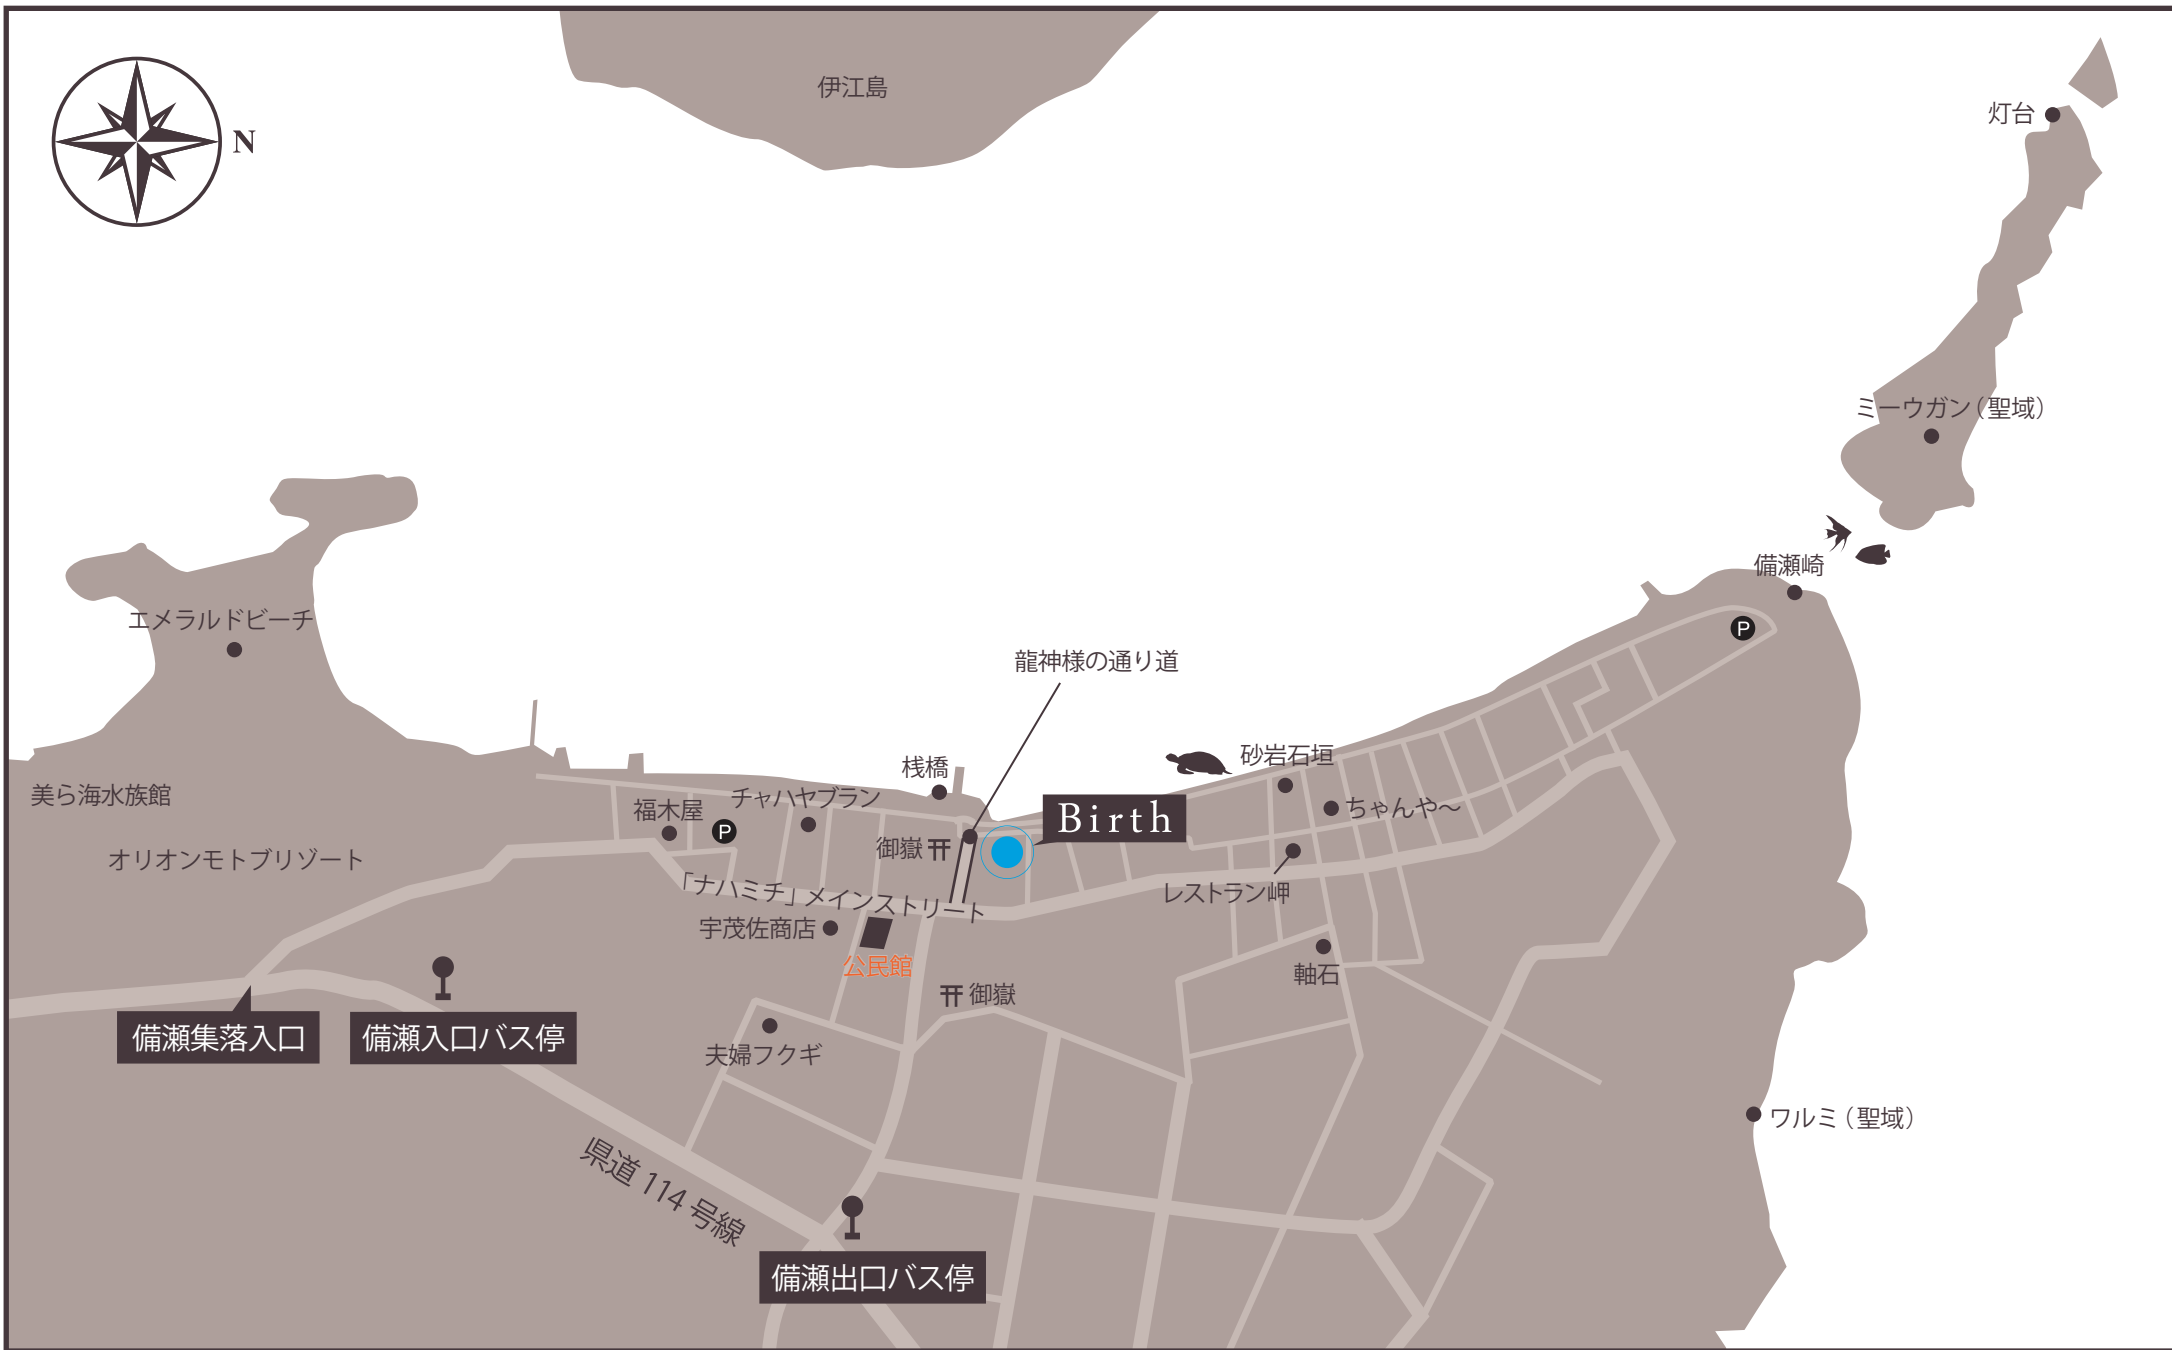 伊江島
灯台
N
ミーウガン（聖域）
備瀬崎
P
エメラルドビーチ
龍神様の通り道
砂岩石垣
桟橋
美ら海水族館
チャハヤブラン
福木屋
P
Birth
ちゃんや～
御嶽
オリオンモトブリゾート
「ナハミチ」メインストリート
レストラン岬
宇茂佐商店
公民館
軸石
御嶽
備瀬集落入口
備瀬入口バス停
夫婦フクギ
ワルミ（聖域）
県道 114 号線
備瀬出口バス停